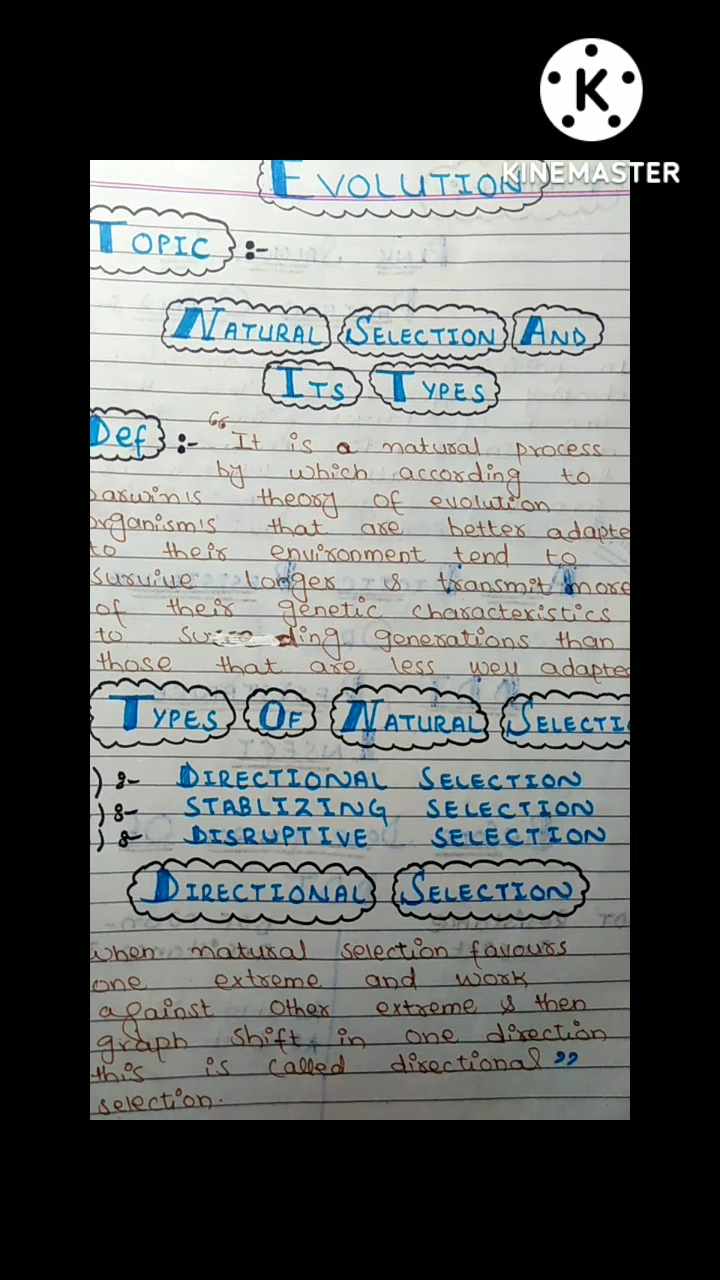 K
KINEMASTER
EVOLUTION
TOPIC :-
NATURAL SELECTION AND
ITS TYPES
Def :- “It is a natural process
by which according to
arwin's theory of evolution
organism's that are better adapte
to their environment tend to
survive longer & transmit more
of their genetic characteristics
to generations than
those that are less well adapted
TYPES OF NATURAL SELECTI
) :- DIRECTIONAL SELECTION
) :- STABLIZING SELECTION
) :- DISRUPTIVE SELECTION
DIRECTIONAL SELECTION
when natural selection favours
one extreme and work
against other extreme & then
graph shift in one direction
this is called directional ”
selection.